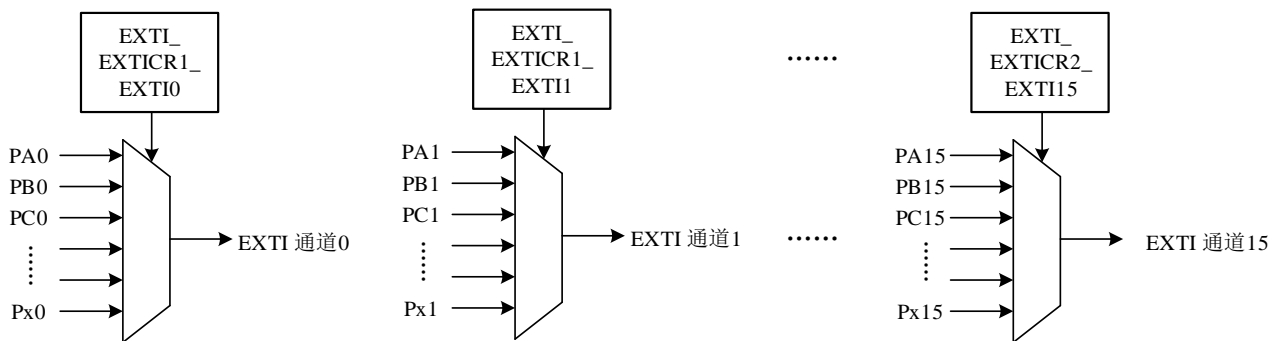 EXTI_
EXTICR1_
EXTI0
EXTI_
EXTICR1_
EXTI1
……
EXTI_
EXTICR2_
EXTI15
PA0
PB0
PC0
……
Px0
EXTI 通道0
PA1
PB1
PC1
……
Px1
EXTI 通道1
……
PA15
PB15
PC15
……
Px15
EXTI 通道15